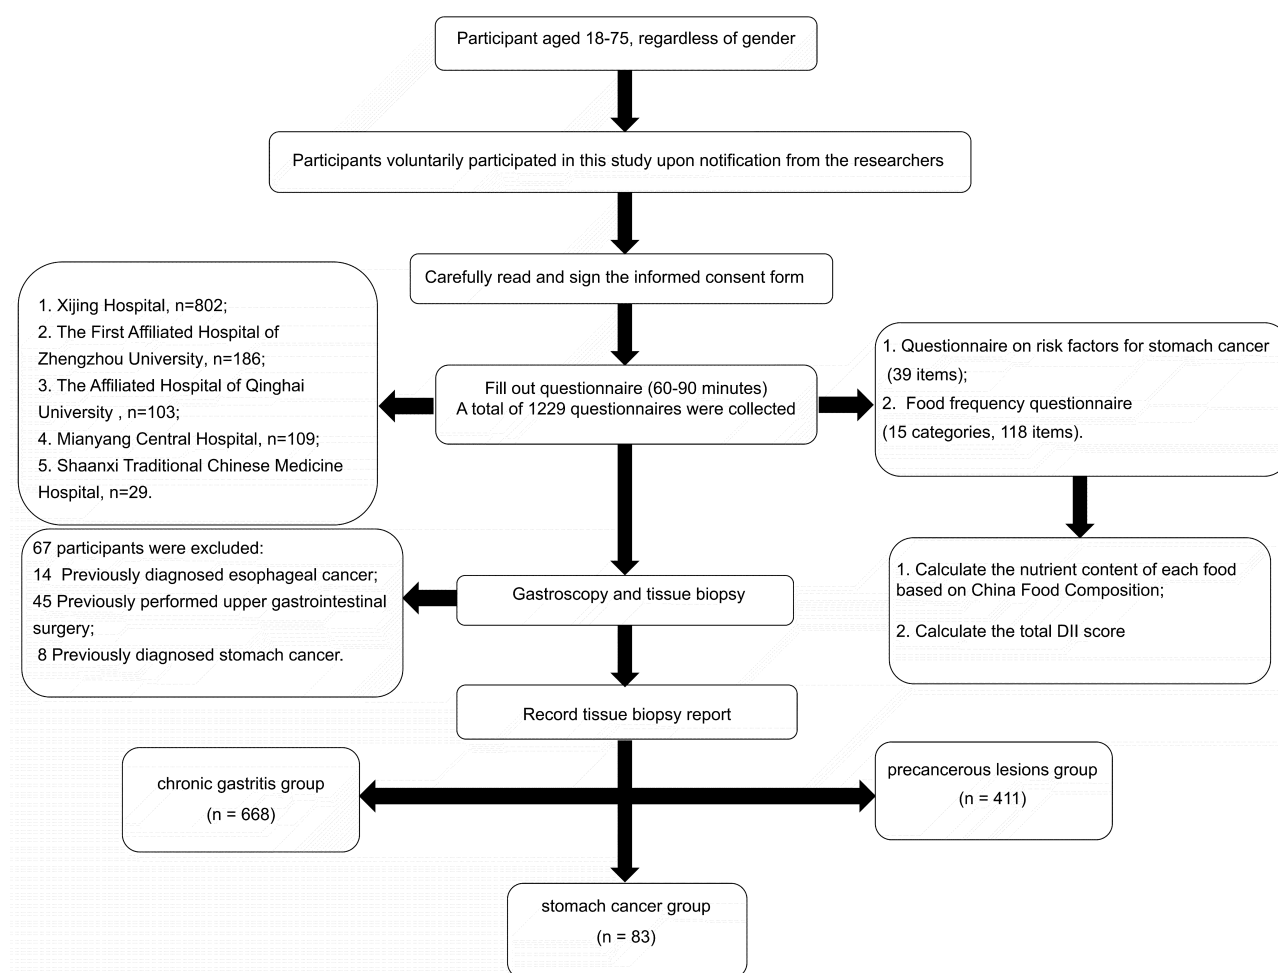 Participant aged 18-75, regardless of gender
Participants voluntarily participated in this study upon notification from the researchers
Carefully read and sign the informed consent form
1. Xijing Hospital, n=802;
2. The First Affiliated Hospital of
Zhengzhou University, n=186;
3. The Affiliated Hospital of Qinghai
University , n=103;
4. Mianyang Central Hospital, n=109;
5. Shaanxi Traditional Chinese Medicine
Hospital, n=29.
Fill out questionnaire (60-90 minutes)
A total of 1229 questionnaires were collected
1. Questionnaire on risk factors for stomach cancer
(39 items);
2. Food frequency questionnaire
(15 categories, 118 items).
67 participants were excluded:
14 Previously diagnosed esophageal cancer;
45 Previously performed upper gastrointestinal
surgery;
8 Previously diagnosed stomach cancer.
Gastroscopy and tissue biopsy
1. Calculate the nutrient content of each food
based on China Food Composition;
2. Calculate the total DII score
Record tissue biopsy report
chronic gastritis group
(n = 668)
precancerous lesions group
(n = 411)
stomach cancer group
(n = 83)